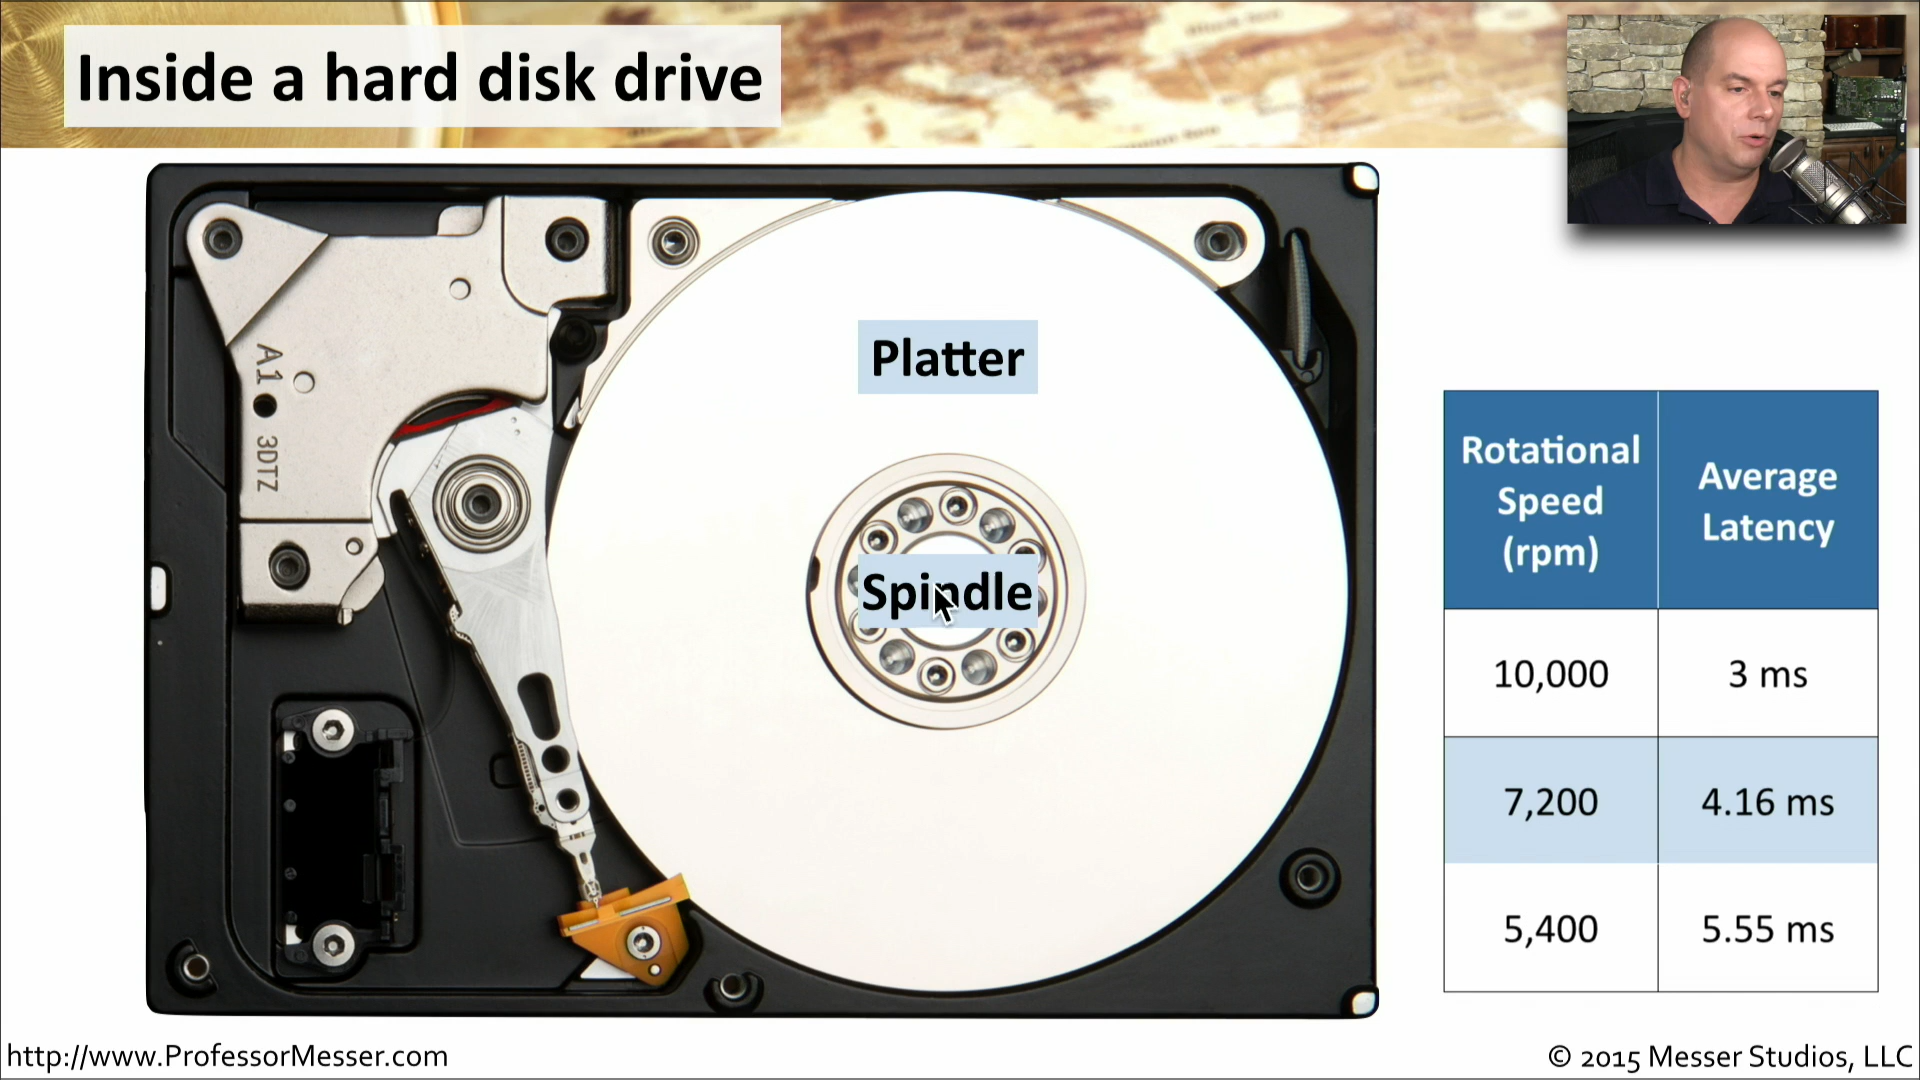 Inside a hard disk drive
A1
3DTZ
Platter
Spindle
Rotational
Speed
(rpm)
Average
Latency
10,000
3 ms
7,200
4.16 ms
5,400
5.55 ms
http://www.ProfessorMesser.com
© 2015 Messer Studios, LLC